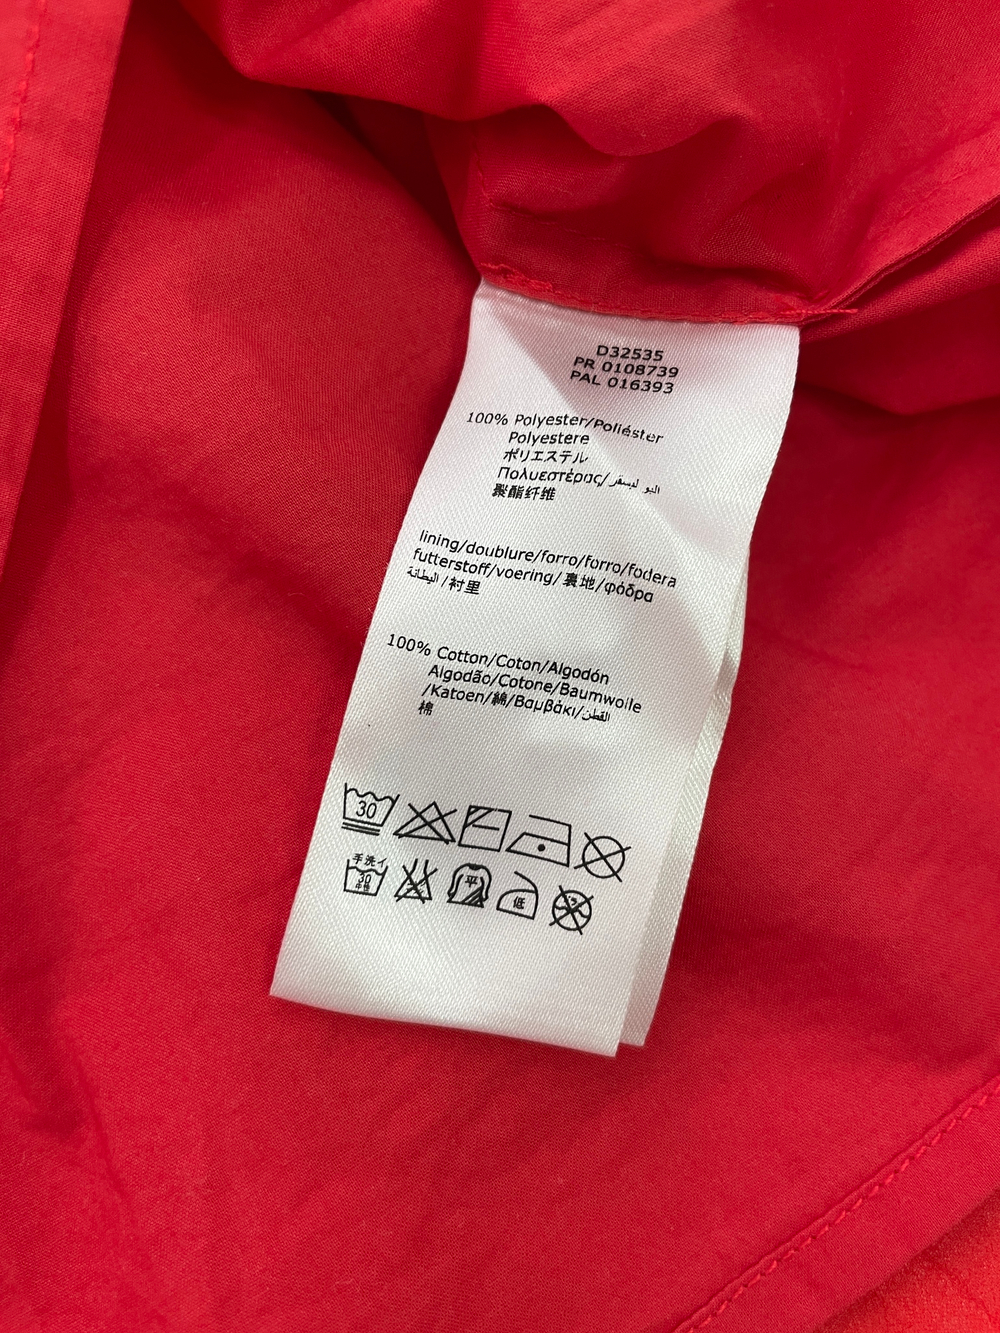 D32535
PR 0108739
PAL 016393
100% Polyester/Poliéster
Polyestere
ポリエステル
Πολυεστέρας/البوليستر
聚酯纤维
lining/doublure/forro/forro/fodera
futterstoff/voering/裏地/φόδρα
البطانة/衬里
100% Cotton/Coton/Algodón
Algodão/Cotone/Baumwolle
/Katoen/綿/Βαμβάκι/القطن
棉
30
手洗イ
30
中性
平
低